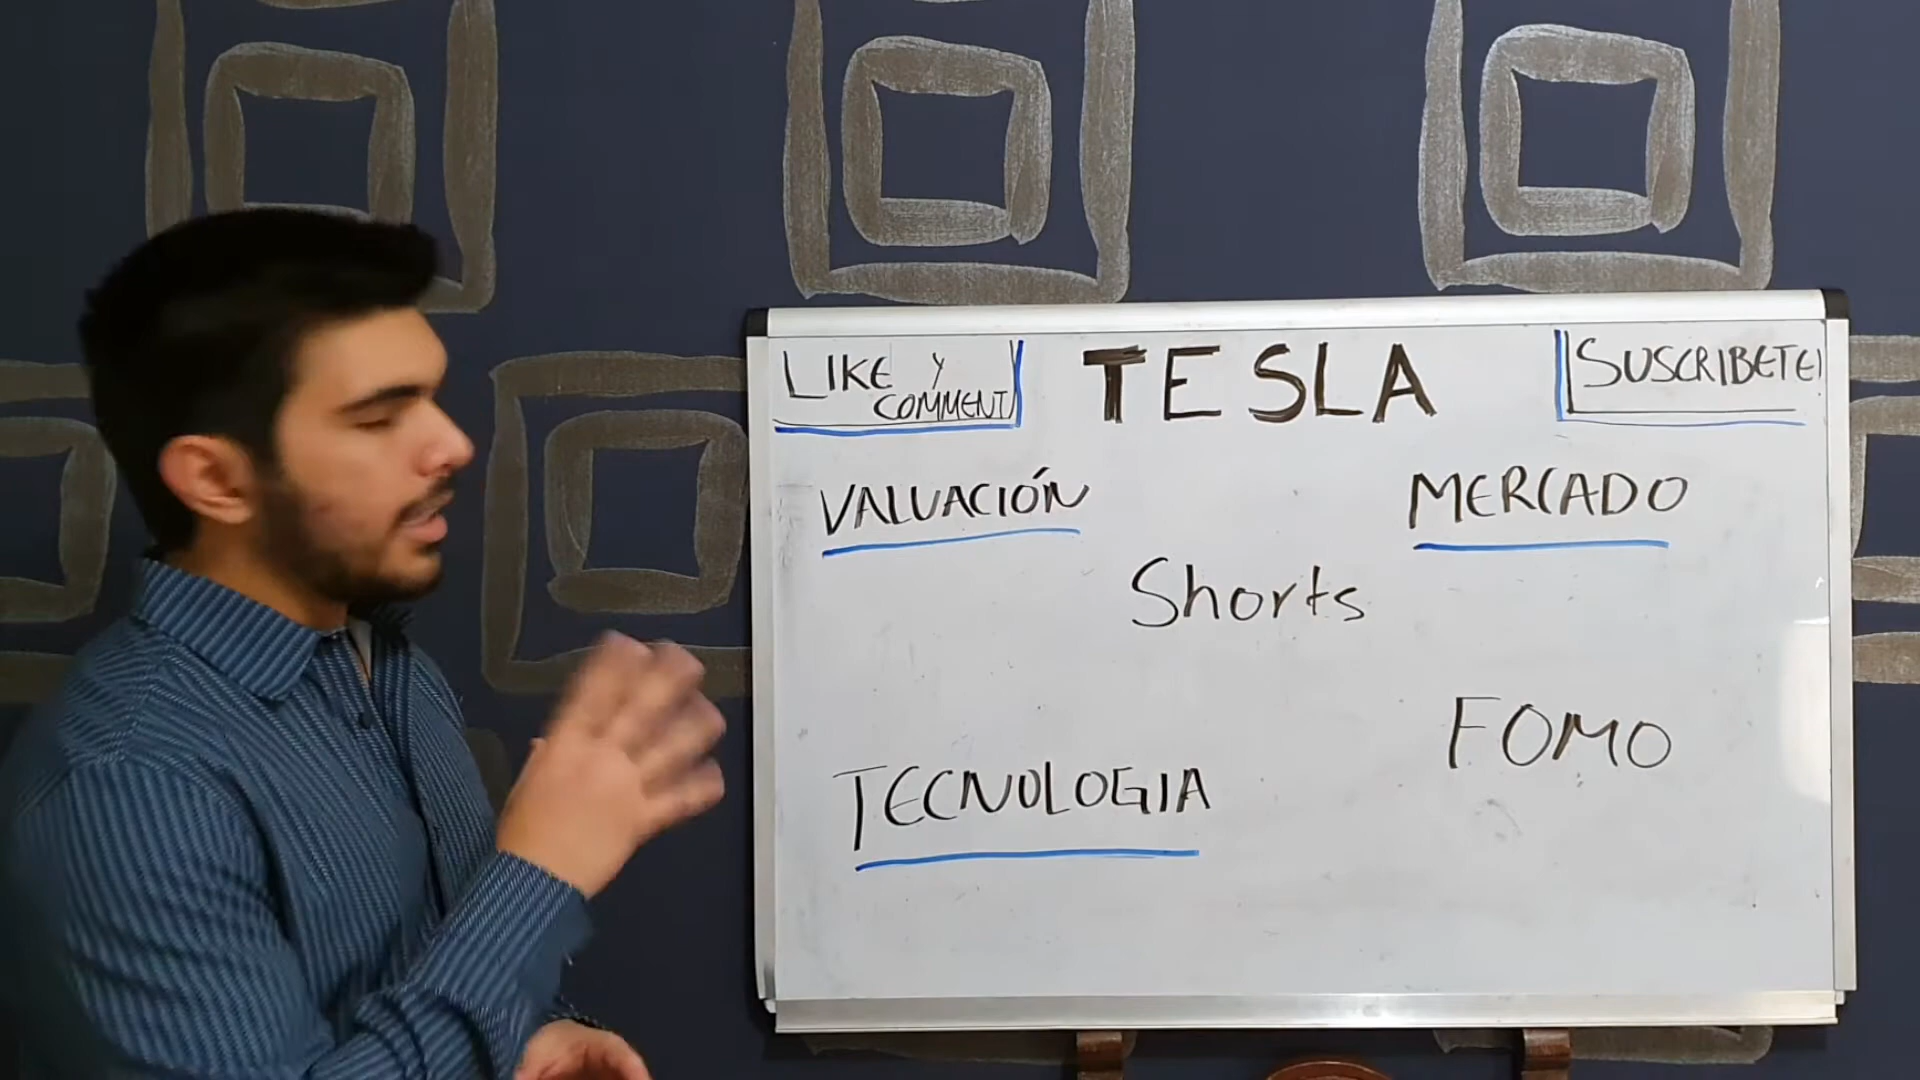 LIKE Y
COMMENT
TESLA
SUSCRIBETE
VALUACIÓN
MERCADO
Shorts
FOMO
TECNOLOGIA